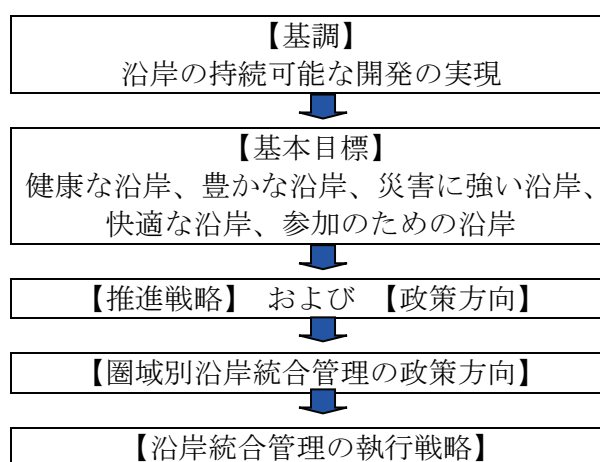 【基調】
沿岸の持続可能な開発の実現
【基本目標】
健康な沿岸、豊かな沿岸、災害に強い沿岸、
快適な沿岸、参加のための沿岸
【推進戦略】 および 【政策方向】
【圏域別沿岸統合管理の政策方向】
【沿岸統合管理の執行戦略】